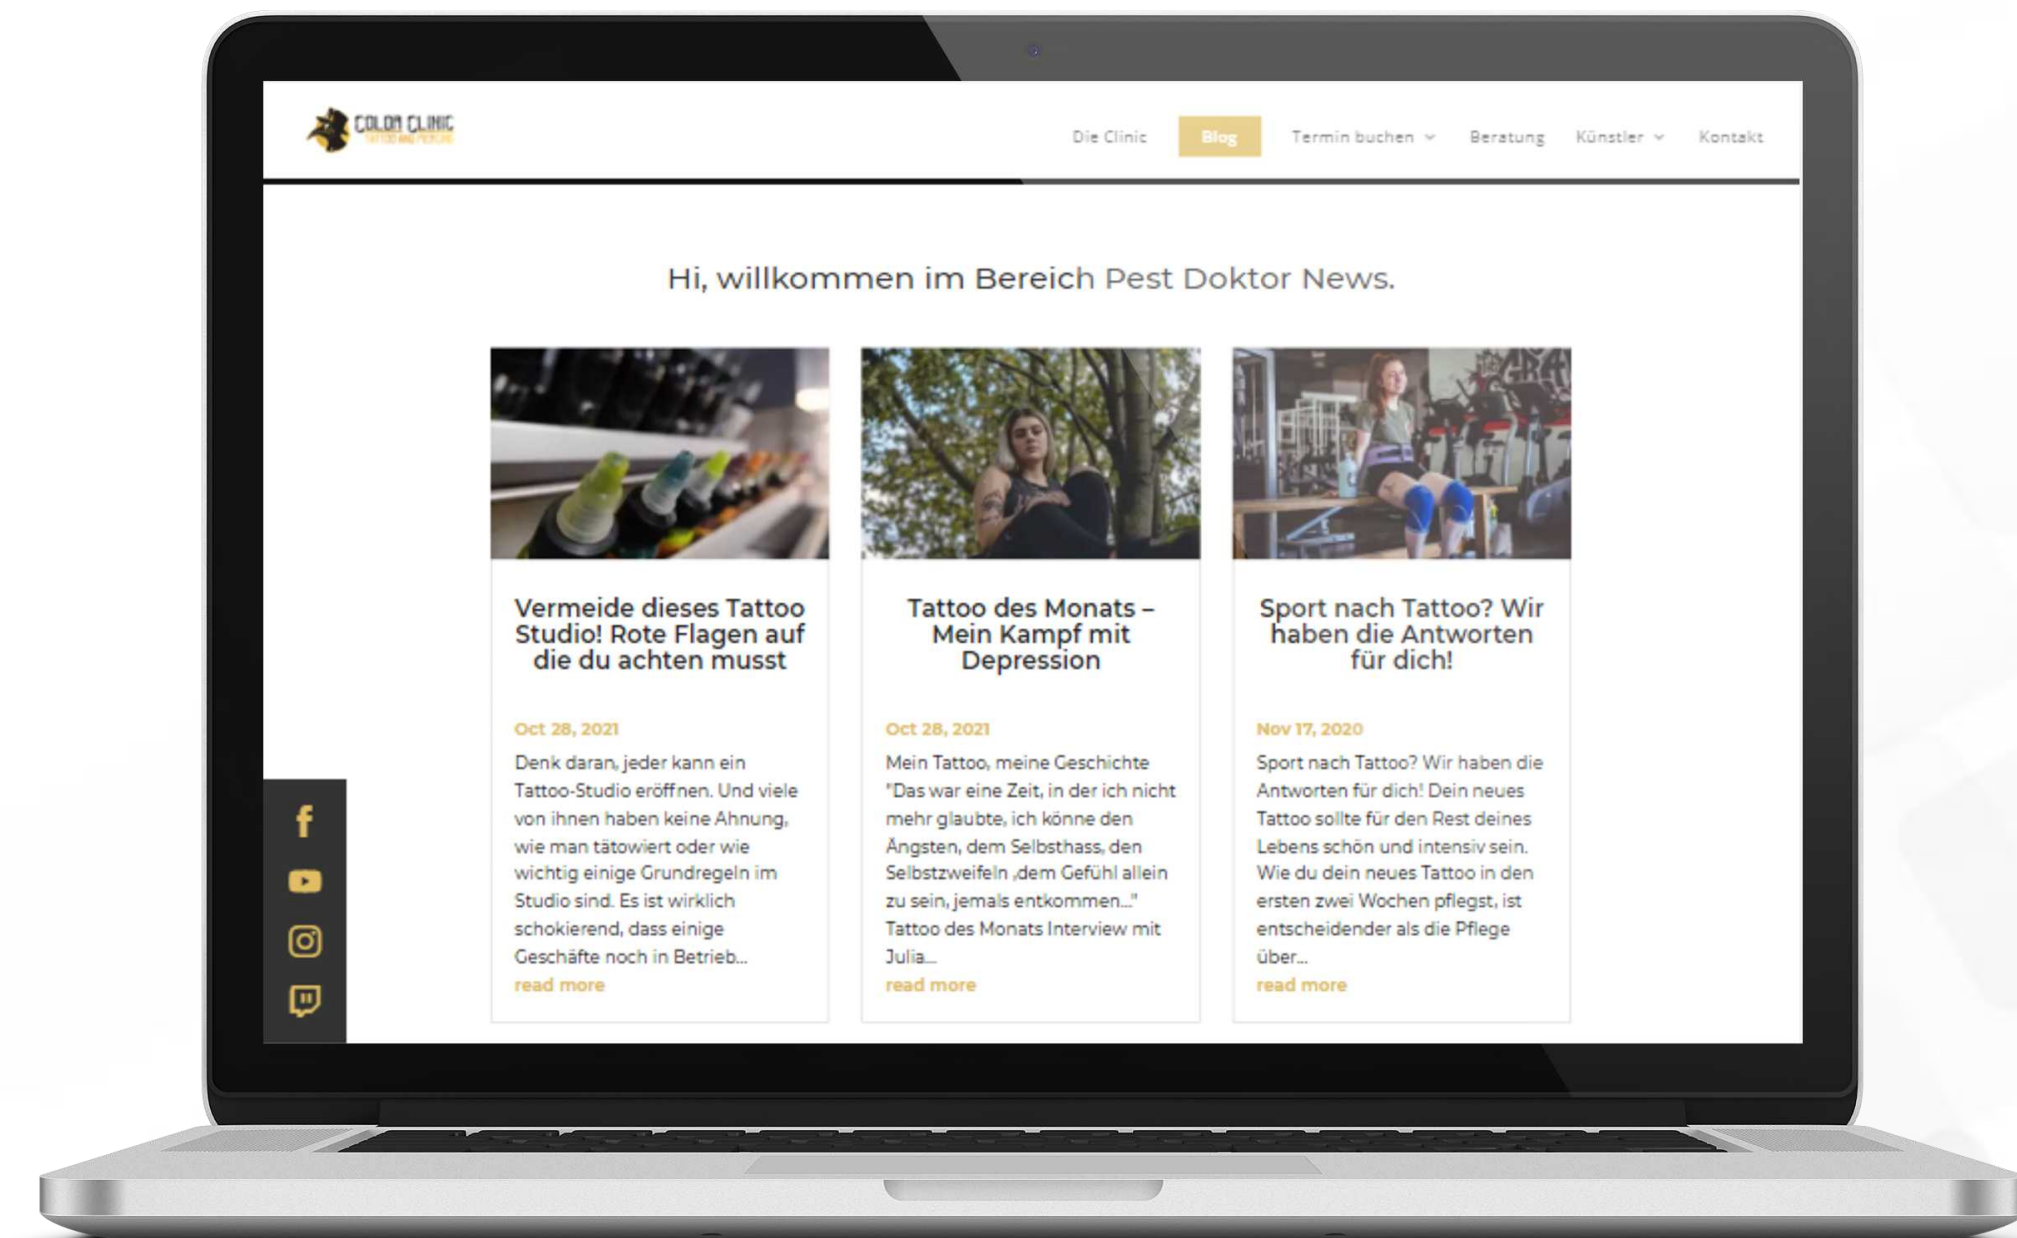 COLOR CLINIC
TATTOO AND PIERCING
Die Clinic
Blog
Termin buchen
Beratung
Künstler
Kontakt
Hi, willkommen im Bereich Pest Doktor News.
Vermeide dieses Tattoo
Studio! Rote Flagen auf
die du achten musst
Oct 28, 2021
Denk daran, jeder kann ein
Tattoo-Studio eröffnen. Und viele
von ihnen haben keine Ahnung,
wie man tätowiert oder wie
wichtig einige Grundregeln im
Studio sind. Es ist wirklich
schokierend, dass einige
Geschäfte noch in Betrieb...
read more
Tattoo des Monats –
Mein Kampf mit
Depression
Oct 28, 2021
Mein Tattoo, meine Geschichte
"Das war eine Zeit, in der ich nicht
mehr glaubte, ich könne den
Ängsten, dem Selbsthass, den
Selbstzweifeln ,dem Gefühl allein
zu sein, jemals entkommen..."
Tattoo des Monats Interview mit
Julia...
read more
Sport nach Tattoo? Wir
haben die Antworten
für dich!
Nov 17, 2020
Sport nach Tattoo? Wir haben die
Antworten für dich! Dein neues
Tattoo sollte für den Rest deines
Lebens schön und intensiv sein.
Wie du dein neues Tattoo in den
ersten zwei Wochen pflegst, ist
entscheidender als die Pflege
über...
read more